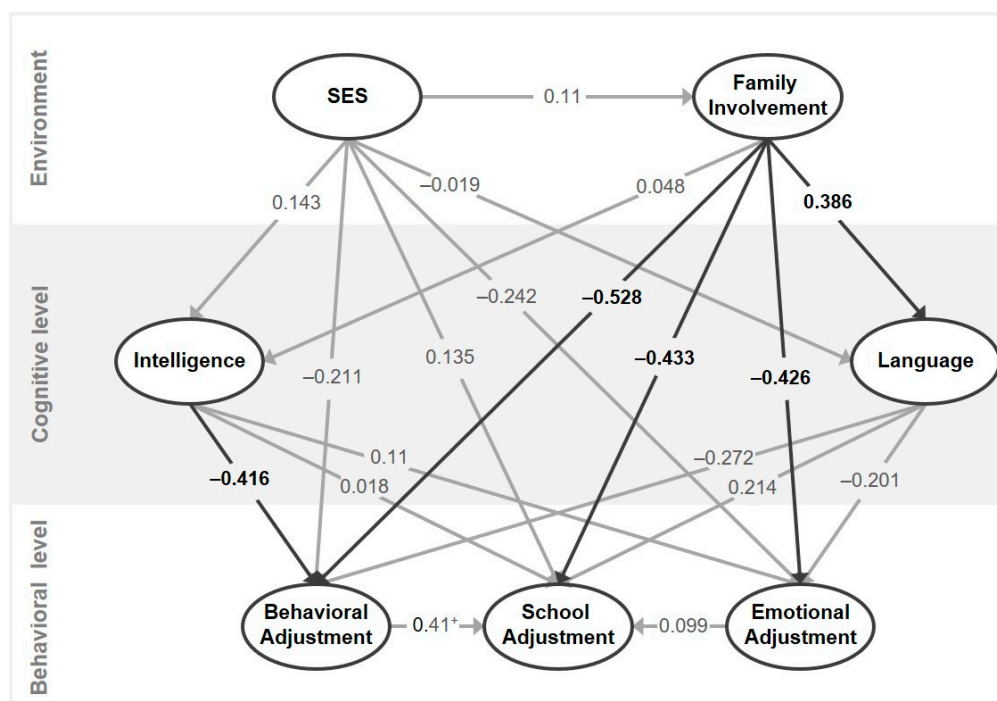 Environment
SES
Family
Involvement
0.11
0.143
–0.019
0.048
0.386
Cognitive level
–0.242
–0.528
Intelligence
–0.211
0.135
–0.433
–0.426
Language
–0.416
0.11
0.018
–0.272
0.214
–0.201
Behavioral level
Behavioral
Adjustment
0.41+
School
Adjustment
0.099
Emotional
Adjustment